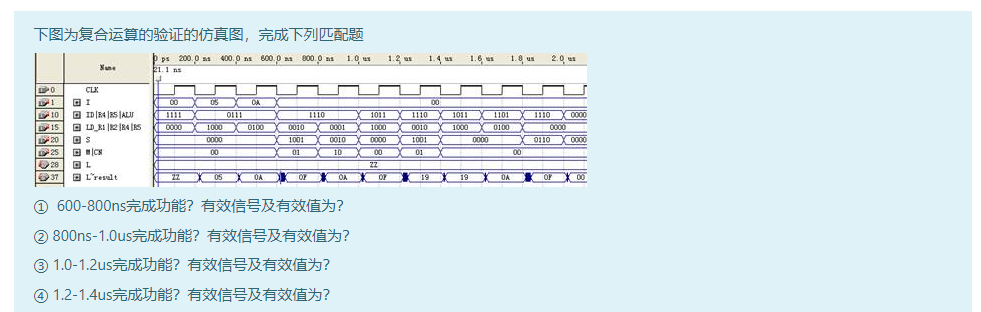 下图为复合运算的验证的仿真图，完成下列匹配题
0 ps 200.0 ns 400.0 ns 600.0 ns 800.0 ns 1.0 us 1.2 us 1.4 us 1.6 us 1.8 us 2.0 us
Name
21.1 ns
0 CLK
1 I 00 05 0A 00
10 ID|R4|R5|ALU 1111 0111 1110 1011 1110 1011 1101 1110 0000
15 LD_R1|R2|R4|R5 0000 1000 0100 0010 0001 1000 0010 1000 0100 0000
20 S 0000 1001 0010 0000 1001 0000 0110 0000
25 M|CN 00 01 10 00 01 00
28 L ZZ
37 L~result ZZ 05 0A 0F 0A 0F 19 19 0A 0F 00
① 600-800ns完成功能？有效信号及有效值为？
② 800ns-1.0us完成功能？有效信号及有效值为？
③ 1.0-1.2us完成功能？有效信号及有效值为？
④ 1.2-1.4us完成功能？有效信号及有效值为？